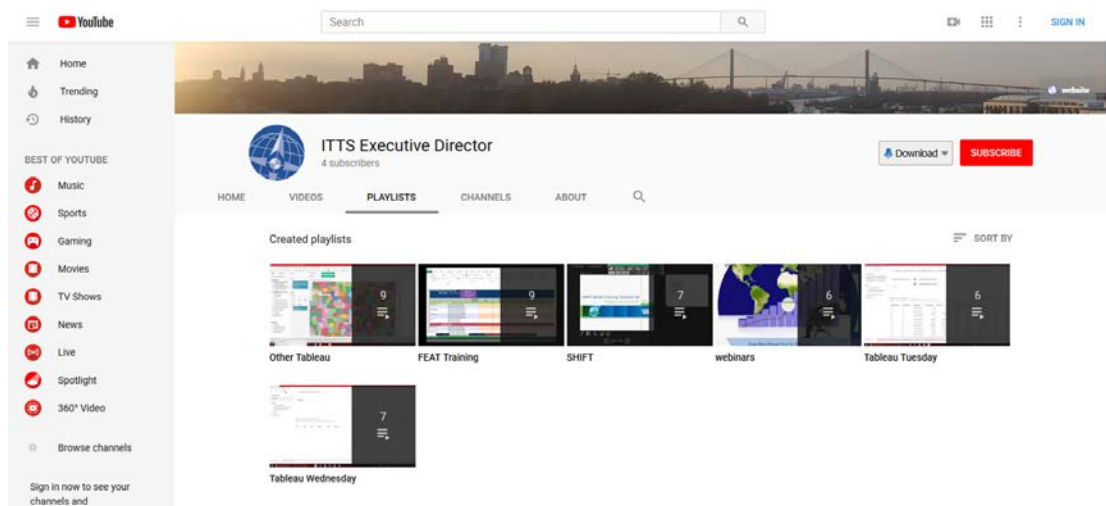 YouTube
Search
SIGN IN
Home
Trending
History
BEST OF YOUTUBE
Music
Sports
Gaming
Movies
TV Shows
News
Live
Spotlight
360° Video
Browse channels
Sign in now to see your
channels and
website
ITTS Executive Director
4 subscribers
Download
SUBSCRIBE
HOME VIDEOS PLAYLISTS CHANNELS ABOUT
Created playlists
SORT BY
9 9 7 6 6
Other Tableau FEAT Training SHIFT webinars Tableau Tuesday
7
Tableau Wednesday